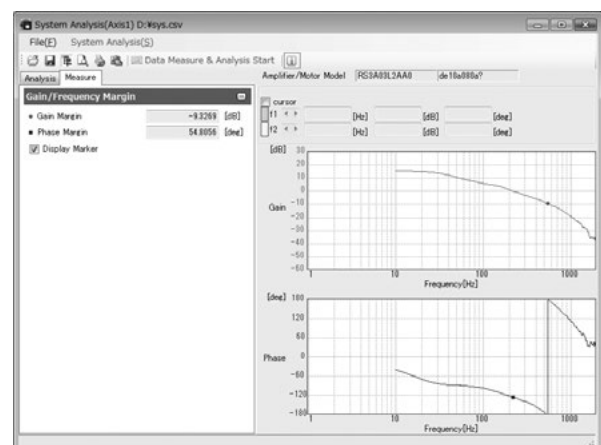 System Analysis(Axis1) D:¥sys.csv
File(F) System Analysis(S)
Data Measure & Analysis Start
Analysis Measure
Amplifier/Motor Model RS3A03L2AA0
Gain/Frequency Margin
Gain Margin -9.3269 [dB]
Phase Margin 54.8056 [deg]
Display Marker
cursor
f1 [Hz] [dB] [deg]
f2 [Hz] [dB] [deg]
[dB]
30
20
10
0
-10
-20
-30
-40
-50
-60
Gain
1 10 100 1000
Frequency[Hz]
[deg]
180
120
60
0
-60
-120
-180
Phase
1 10 100 1000
Frequency[Hz]